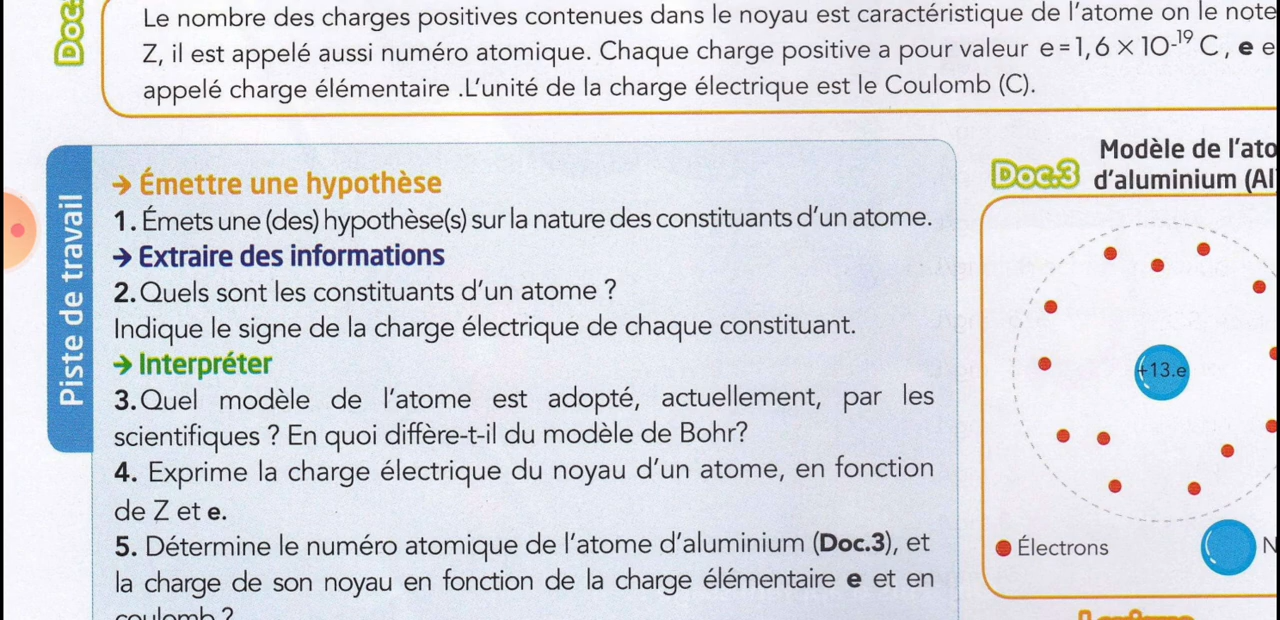 Doc.
Le nombre des charges positives contenues dans le noyau est caractéristique de l'atome on le note
Z, il est appelé aussi numéro atomique. Chaque charge positive a pour valeur e = 1,6 × 10⁻¹⁹ C, e e
appelé charge élémentaire .L'unité de la charge électrique est le Coulomb (C).
Piste de travail
→ Émettre une hypothèse
1. Émets une (des) hypothèse(s) sur la nature des constituants d'un atome.
→ Extraire des informations
2. Quels sont les constituants d'un atome ?
Indique le signe de la charge électrique de chaque constituant.
→ Interpréter
3. Quel modèle de l'atome est adopté, actuellement, par les
scientifiques ? En quoi diffère-t-il du modèle de Bohr?
4. Exprime la charge électrique du noyau d'un atome, en fonction
de Z et e.
5. Détermine le numéro atomique de l'atome d'aluminium (Doc.3), et
la charge de son noyau en fonction de la charge élémentaire e et en
coulomb ?
Doc.3
Modèle de l'ato
d'aluminium (Al
+13.e
Électrons
N
Lexique